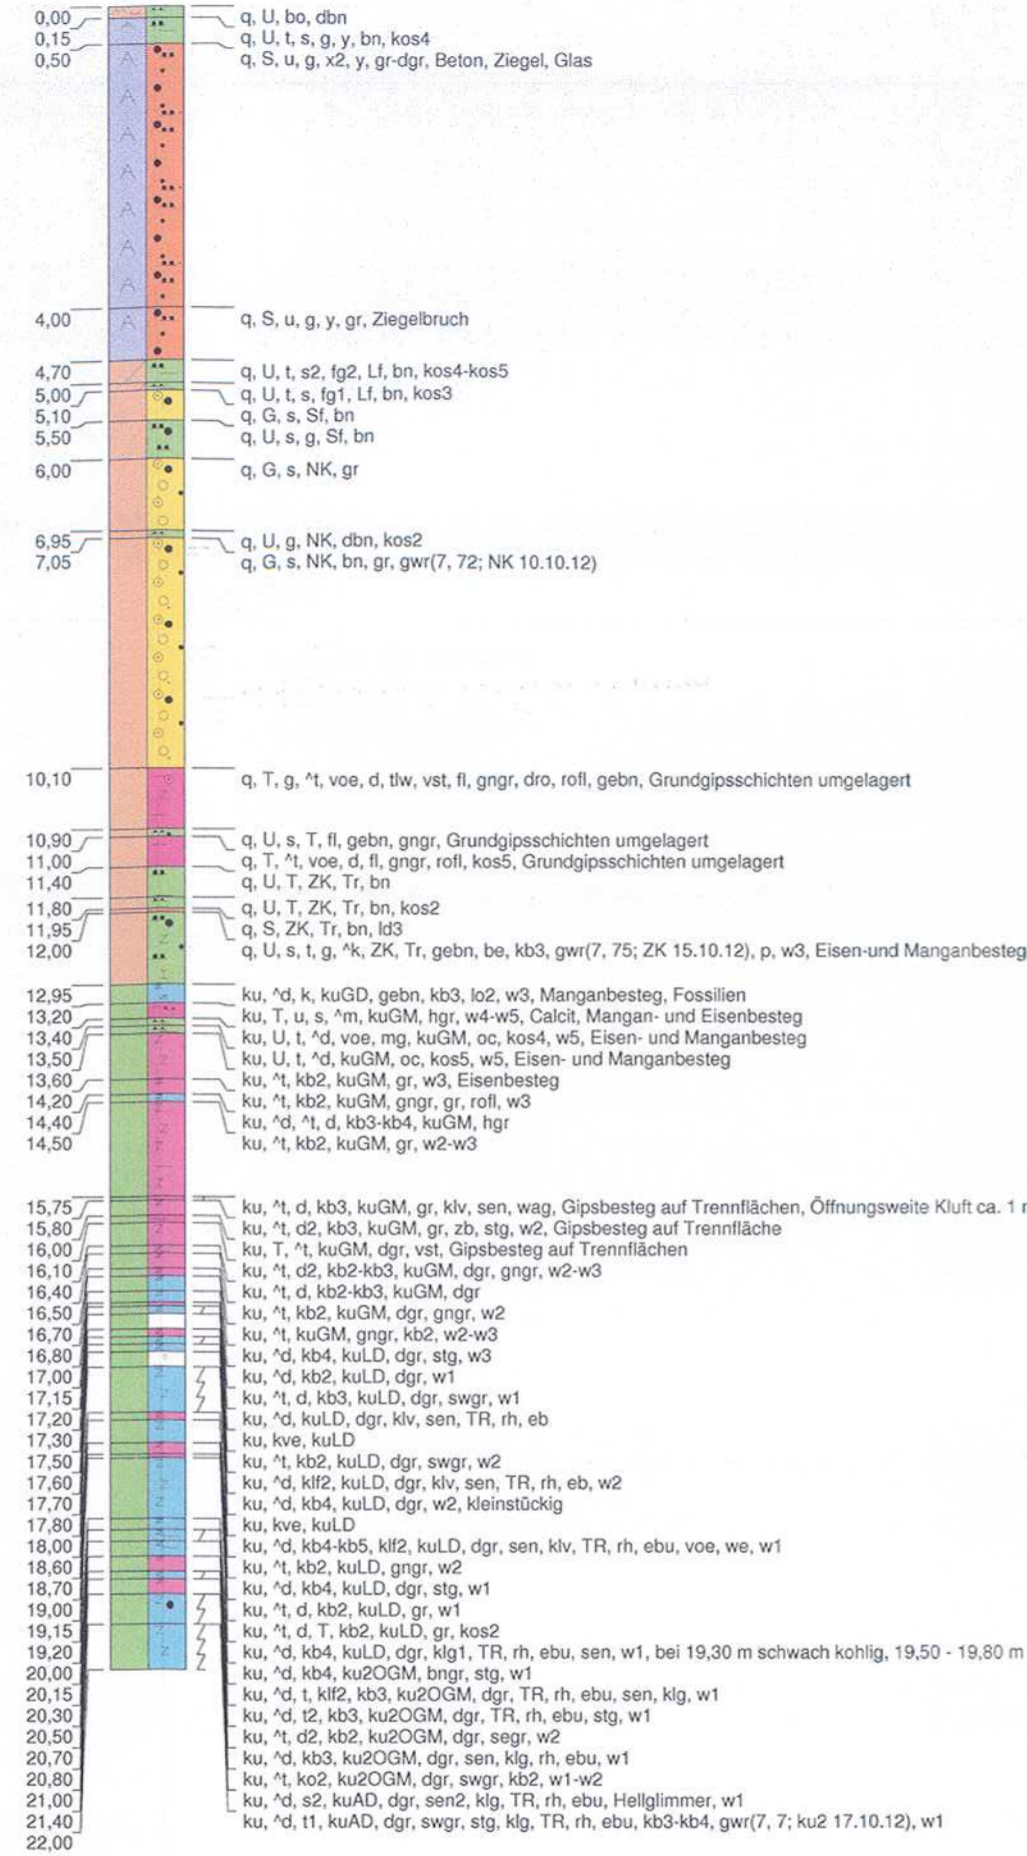 0,00 q, U, bo, dbn
0,15 q, U, t, s, g, y, bn, kos4
0,50 q, S, u, g, x2, y, gr-dgr, Beton, Ziegel, Glas
4,00 q, S, u, g, y, gr, Ziegelbruch
4,70 q, U, t, s2, fg2, Lf, bn, kos4-kos5
5,00 q, U, t, s, fg1, Lf, bn, kos3
5,10 q, G, s, Sf, bn
5,50 q, U, s, g, Sf, bn
6,00 q, G, s, NK, gr
6,95 q, U, g, NK, dbn, kos2
7,05 q, G, s, NK, bn, gr, gwr(7, 72; NK 10.10.12)
10,10 q, T, g, ^t, voe, d, tlw, vst, fl, gngr, dro, rofl, gebn, Grundgipsschichten umgelagert
10,90 q, U, s, T, fl, gebn, gngr, Grundgipsschichten umgelagert
11,00 q, T, ^t, voe, d, fl, gngr, rofl, kos5, Grundgipsschichten umgelagert
11,40 q, U, T, ZK, Tr, bn
11,80 q, U, T, ZK, Tr, bn, kos2
11,95 q, S, ZK, Tr, bn, ld3
12,00 q, U, s, t, g, ^k, ZK, Tr, gebn, be, kb3, gwr(7, 75; ZK 15.10.12), p, w3, Eisen-und Manganbesteg
12,95 ku, ^d, k, kuGD, gebn, kb3, lo2, w3, Manganbesteg, Fossilien
13,20 ku, T, u, s, ^m, kuGM, hgr, w4-w5, Calcit, Mangan- und Eisenbesteg
13,40 ku, U, t, ^d, voe, mg, kuGM, oc, kos4, w5, Eisen- und Manganbesteg
13,50 ku, U, t, ^d, kuGM, oc, kos5, w5, Eisen- und Manganbesteg
13,60 ku, ^t, kb2, kuGM, gr, w3, Eisenbesteg
14,20 ku, ^t, kb2, kuGM, gngr, gr, rofl, w3
14,40 ku, ^d, ^t, d, kb3-kb4, kuGM, hgr
14,50 ku, ^t, kb2, kuGM, gr, w2-w3
15,75 ku, ^t, d, kb3, kuGM, gr, klv, sen, wag, Gipsbesteg auf Trennflächen, Öffnungsweite Kluft ca. 1
15,80 ku, ^t, d2, kb3, kuGM, gr, zb, stg, w2, Gipsbesteg auf Trennfläche
16,00 ku, T, ^t, kuGM, dgr, vst, Gipsbesteg auf Trennflächen
16,10 ku, ^t, d2, kb2-kb3, kuGM, dgr, gngr, w2-w3
16,40 ku, ^t, d, kb2-kb3, kuGM, dgr
16,50 ku, ^t, kb2, kuGM, dgr, gngr, w2
16,70 ku, ^t, kuGM, gngr, kb2, w2-w3
16,80 ku, ^d, kb4, kuLD, dgr, stg, w3
17,00 ku, ^d, kb2, kuLD, dgr, w1
17,15 ku, ^t, d, kb3, kuLD, dgr, swgr, w1
17,20 ku, ^d, kuLD, dgr, klv, sen, TR, rh, eb
17,30 ku, kve, kuLD
17,50 ku, ^t, kb2, kuLD, dgr, swgr, w2
17,60 ku, ^d, klf2, kuLD, dgr, klv, sen, TR, rh, eb, w2
17,70 ku, ^d, kb4, kuLD, dgr, w2, kleinstückig
17,80 ku, kve, kuLD
18,00 ku, ^d, kb4-kb5, klf2, kuLD, dgr, sen, klv, TR, rh, ebu, voe, we, w1
18,60 ku, ^t, kb2, kuLD, gngr, w2
18,70 ku, ^d, kb4, kuLD, dgr, stg, w1
19,00 ku, ^t, d, kb2, kuLD, gr, w1
19,15 ku, ^t, d, T, kb2, kuLD, gr, kos2
19,20 ku, ^d, kb4, kuLD, dgr, klg1, TR, rh, ebu, sen, w1, bei 19,30 m schwach kohlig, 19,50 - 19,80 m
20,00 ku, ^d, kb4, ku2OGM, bngr, stg, w1
20,15 ku, ^d, t, klf2, kb3, ku2OGM, dgr, TR, rh, ebu, sen, klg, w1
20,30 ku, ^d, t2, kb3, ku2OGM, dgr, TR, rh, ebu, stg, w1
20,50 ku, ^t, d2, kb2, ku2OGM, dgr, segr, w2
20,70 ku, ^d, kb3, ku2OGM, dgr, sen, klg, rh, ebu, w1
20,80 ku, ^t, ko2, ku2OGM, dgr, swgr, kb2, w1-w2
21,00 ku, ^d, s2, kuAD, dgr, sen2, klg, TR, rh, ebu, Hellglimmer, w1
21,40 ku, ^d, t1, kuAD, dgr, swgr, stg, klg, TR, rh, ebu, kb3-kb4, gwr(7, 7; ku2 17.10.12), w1
22,00